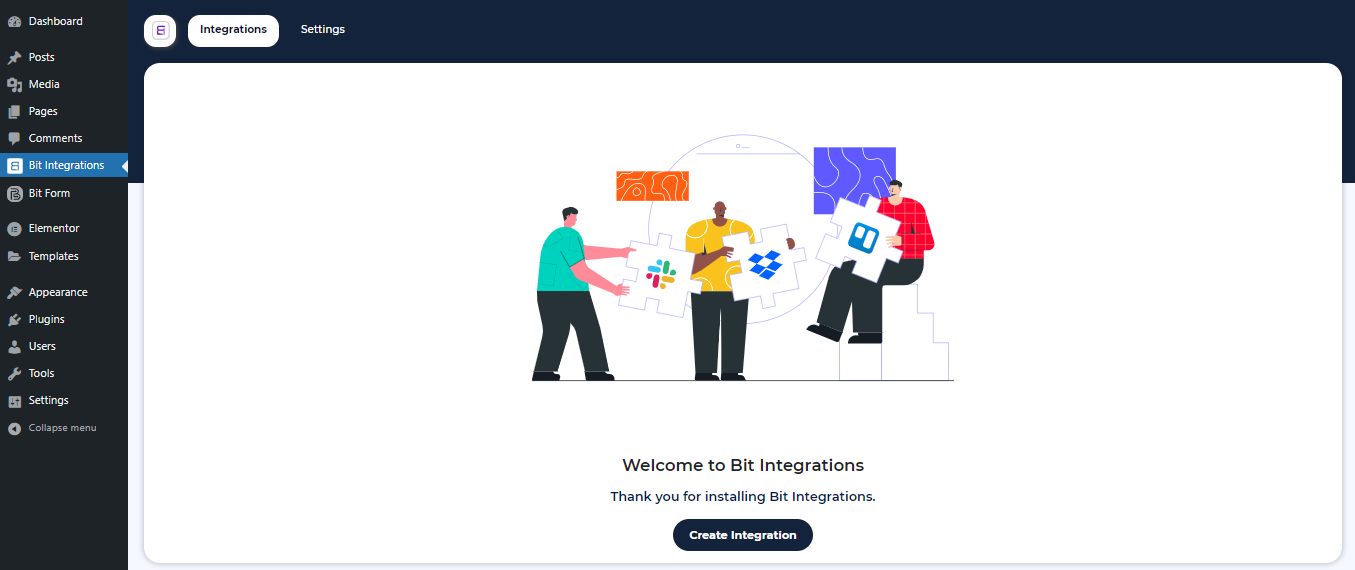 Dashboard
Posts
Media
Pages
Comments
Bit Integrations
Bit Form
Elementor
Templates
Appearance
Plugins
Users
Tools
Settings
Collapse menu
Integrations
Settings
Welcome to Bit Integrations
Thank you for installing Bit Integrations.
Create Integration